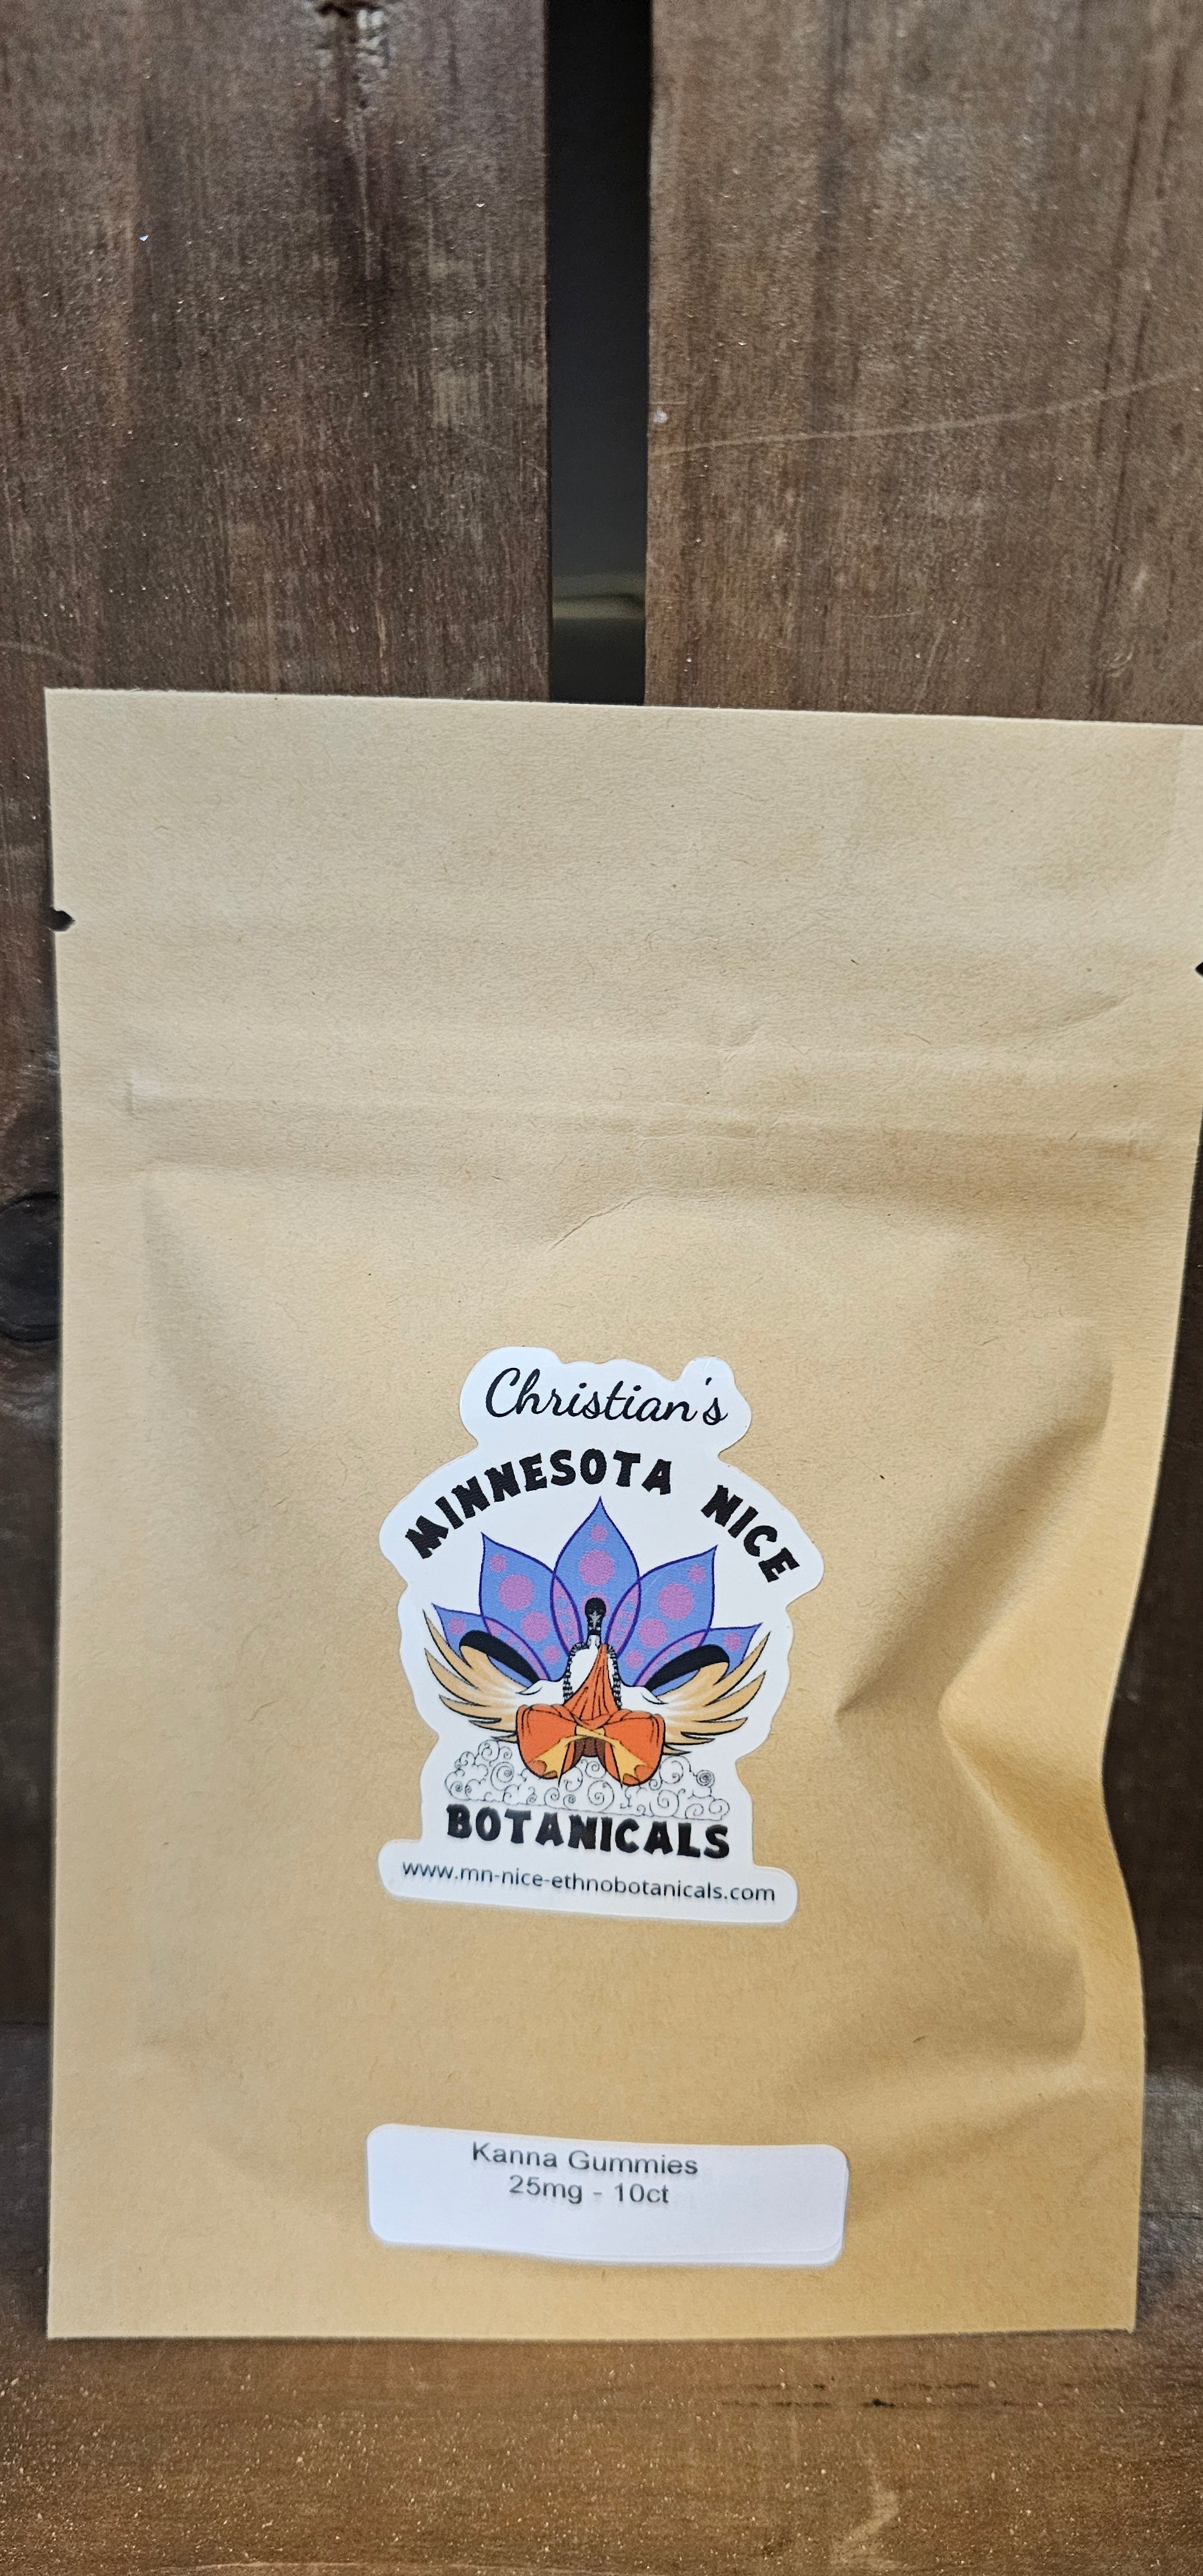 Christian's
MINNESOTA NICE
BOTANICALS
www.mn-nice-ethnobotanicals.com
Kanna Gummies
25mg - 10ct